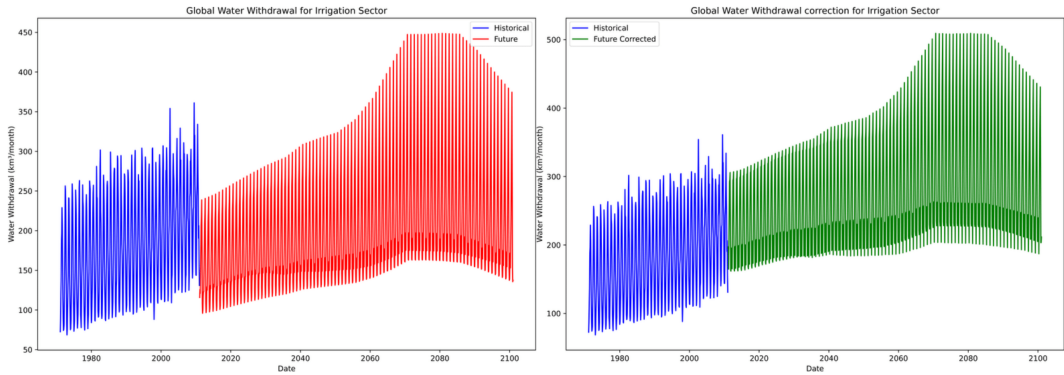 Global Water Withdrawal for Irrigation Sector
Historical
Future
Water Withdrawal (km³/month)
450
400
350
300
250
200
150
100
50
1980
2000
2020
2040
2060
2080
2100
Date
Global Water Withdrawal correction for Irrigation Sector
Historical
Future Corrected
Water Withdrawal (km³/month)
500
400
300
200
100
1980
2000
2020
2040
2060
2080
2100
Date